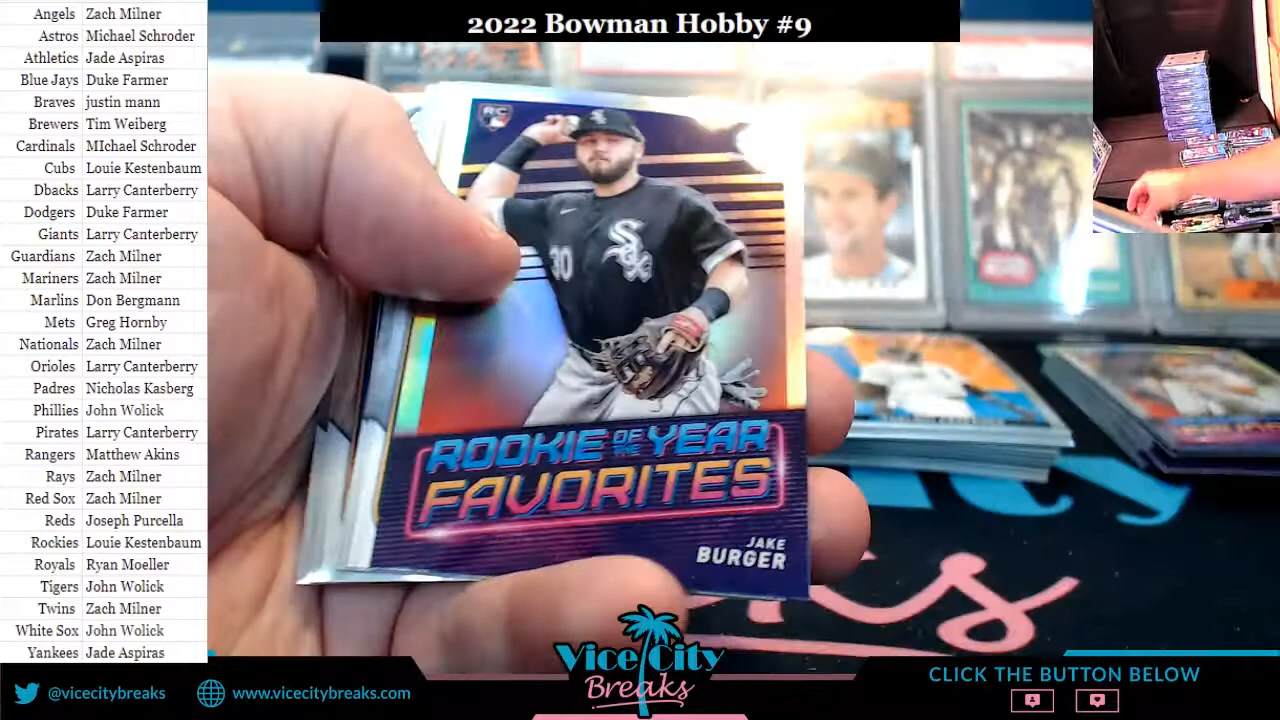 2022 Bowman Hobby #9
Angels Zach Milner
Astros Michael Schroder
Athletics Jade Aspiras
Blue Jays Duke Farmer
Braves justin mann
Brewers Tim Weiberg
Cardinals MIchael Schroder
Cubs Louie Kestenbaum
Dbacks Larry Canterberry
Dodgers Duke Farmer
Giants Larry Canterberry
Guardians Zach Milner
Mariners Zach Milner
Marlins Don Bergmann
Mets Greg Hornby
Nationals Zach Milner
Orioles Larry Canterberry
Padres Nicholas Kasberg
Phillies John Wolick
Pirates Larry Canterberry
Rangers Matthew Akins
Rays Zach Milner
Red Sox Zach Milner
Reds Joseph Purcella
Rockies Louie Kestenbaum
Royals Ryan Moeller
Tigers John Wolick
Twins Zach Milner
White Sox John Wolick
Yankees Jade Aspiras
RC
Sox
30
ROOKIE OF THE YEAR
FAVORITES
JAKE
BURGER
Vice City
Breaks
@vicecitybreaks
www.vicecitybreaks.com
CLICK THE BUTTON BELOW